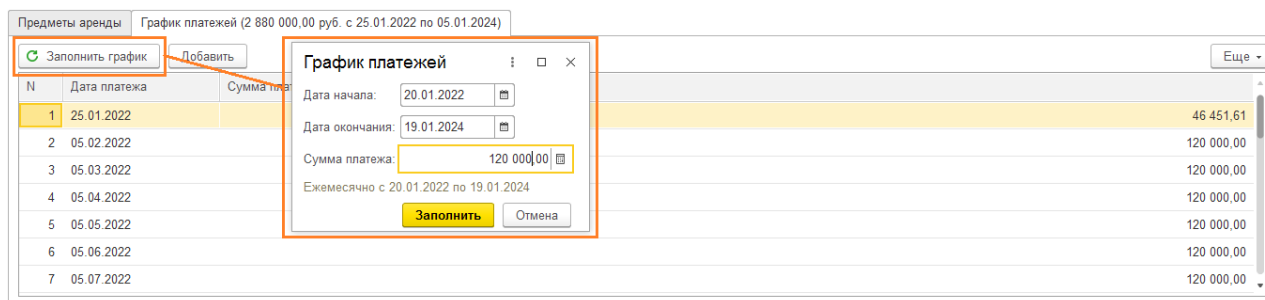 Предметы аренды График платежей (2 880 000,00 руб. с 25.01.2022 по 05.01.2024)
Заполнить график Добавить Еще
N Дата платежа Сумма
1 25.01.2022 46 451,61
2 05.02.2022 120 000,00
3 05.03.2022 120 000,00
4 05.04.2022 120 000,00
5 05.05.2022 120 000,00
6 05.06.2022 120 000,00
7 05.07.2022 120 000,00
График платежей
Дата начала: 20.01.2022
Дата окончания: 19.01.2024
Сумма платежа: 120 000,00
Ежемесячно с 20.01.2022 по 19.01.2024
Заполнить Отмена